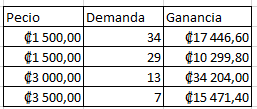 Pecio Demanda Ganancia
₡1 500,00 34 ₡17 446,60
₡1 500,00 29 ₡10 299,80
₡3 000,00 13 ₡34 204,00
₡3 500,00 7 ₡15 471,40